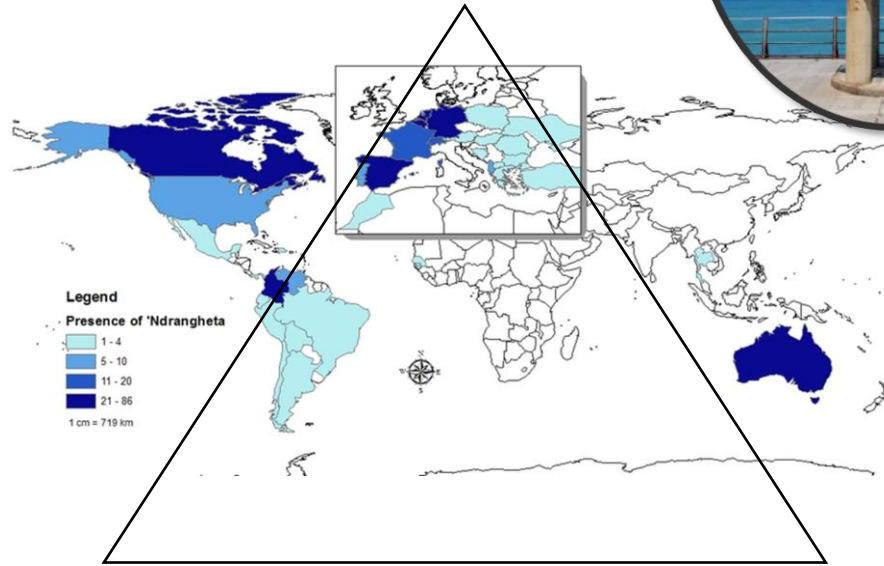 N
W
E
S
Legend
Presence of 'Ndrangheta
1 - 4
5 - 10
11 - 20
21 - 86
1 cm = 719 km